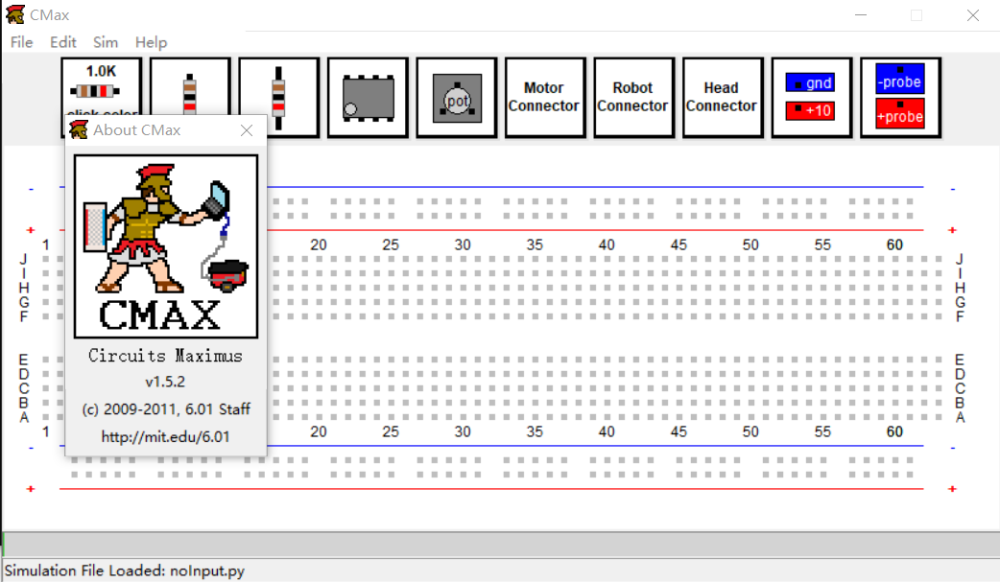 CMax
File Edit Sim Help
1.0K
pot
Motor Connector
Robot Connector
Head Connector
gnd
+10
-probe
+probe
About CMax
CMAX
Circuits Maximus
v1.5.2
(c) 2009-2011, 6.01 Staff
http://mit.edu/6.01
- -
+ +
1 20 25 30 35 40 45 50 55 60
J J
I I
H H
G G
F F
E E
D D
C C
B B
A A
1 20 25 30 35 40 45 50 55 60
- -
+ +
Simulation File Loaded: noInput.py